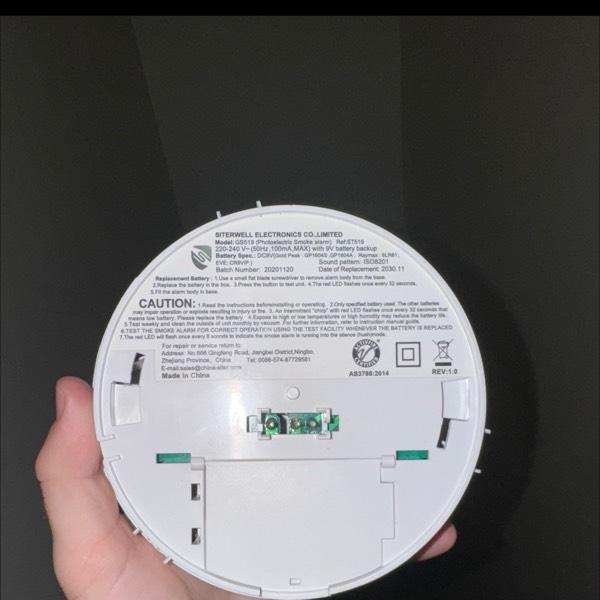 SITERWELL ELECTRONICS CO.,LIMITED
Model: GS519 (Photoelectric Smoke alarm) Ref:ST519
220-240 V~ (50Hz,100mA,MAX) with 9V battery backup
Battery Spec.: DC9V(Gold Peak : GP1604S ,GP1604A , Raymax : 6LR61;
EVE: CR9V/P;)
Sound pattern: ISO8201
Batch Number: 20201120 Date of Replacement: 2030.11
Replacement Battery : 1.Use a small flat blade screwdriver to remove alarm body from the base.
2.Replace the battery in the box. 3.Press the button to test unit. 4.The red LED flashes once every 32 seconds.
5.Fit the alarm body in base.
CAUTION: 1.Read the instructions beforeinstalling or operating. 2.Only specified battery used. The other batteries
may impair operation or explode resulting in injury or fire. 3. An intermittent "chirp" with red LED flashes once every 32 seconds that
means low battery. Please replace the battery. 4.Expose to high or low temperatures or high humidity may reduce the battery life.
5.Test weekly and clean the outside of unit monthly by vacuum .For further information, refer to instruction manual guide.
6.TEST THE SMOKE ALARM FOR CORRECT OPERATION USING THE TEST FACILITY WHENEVER THE BATTERY IS REPLACED
7.The red LED will flash once every 8 sconds to indicate the smoke alarm is running into the silence (hush)mode.
For repair or service return to:
Address: No.666 Qingfeng Road, Jiangbei District,Ningbo,
Zhejiang Province, China. Tel: 0086-574-87729581
E-mail:sales@china-siter.com
Made in China
AS3786:2014
REV:1.0